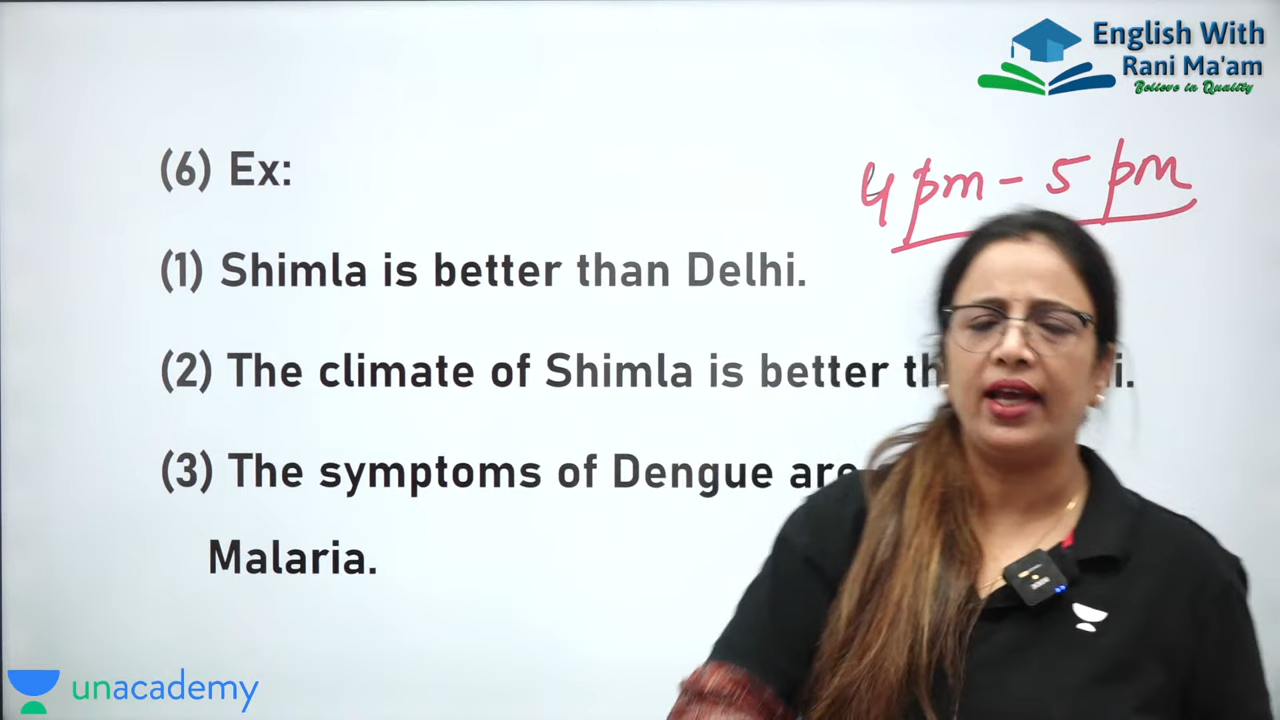 English With
Rani Ma'am
Believe in Quality
(6) Ex:
4 pm - 5 pm
(1) Shimla is better than Delhi.
(2) The climate of Shimla is better
(3) The symptoms of Dengue are
Malaria.
unacademy